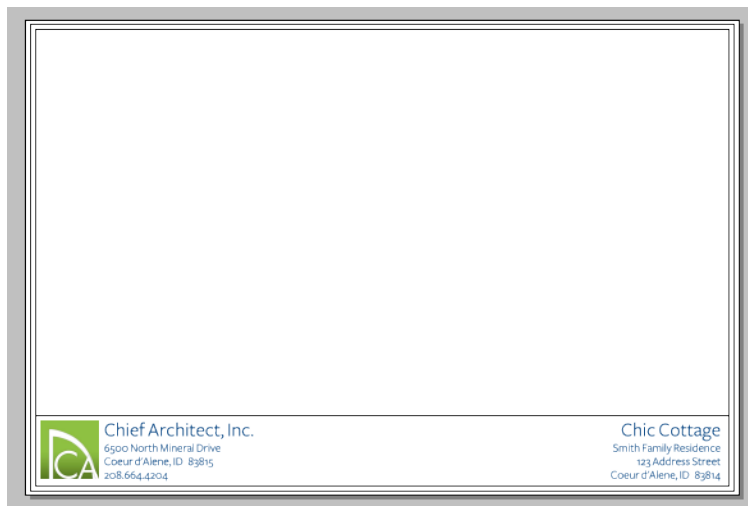 CA
Chief Architect, Inc.
6500 North Mineral Drive
Coeur d'Alene, ID 83815
208.664.4204
Chic Cottage
Smith Family Residence
123 Address Street
Coeur d'Alene, ID 83814